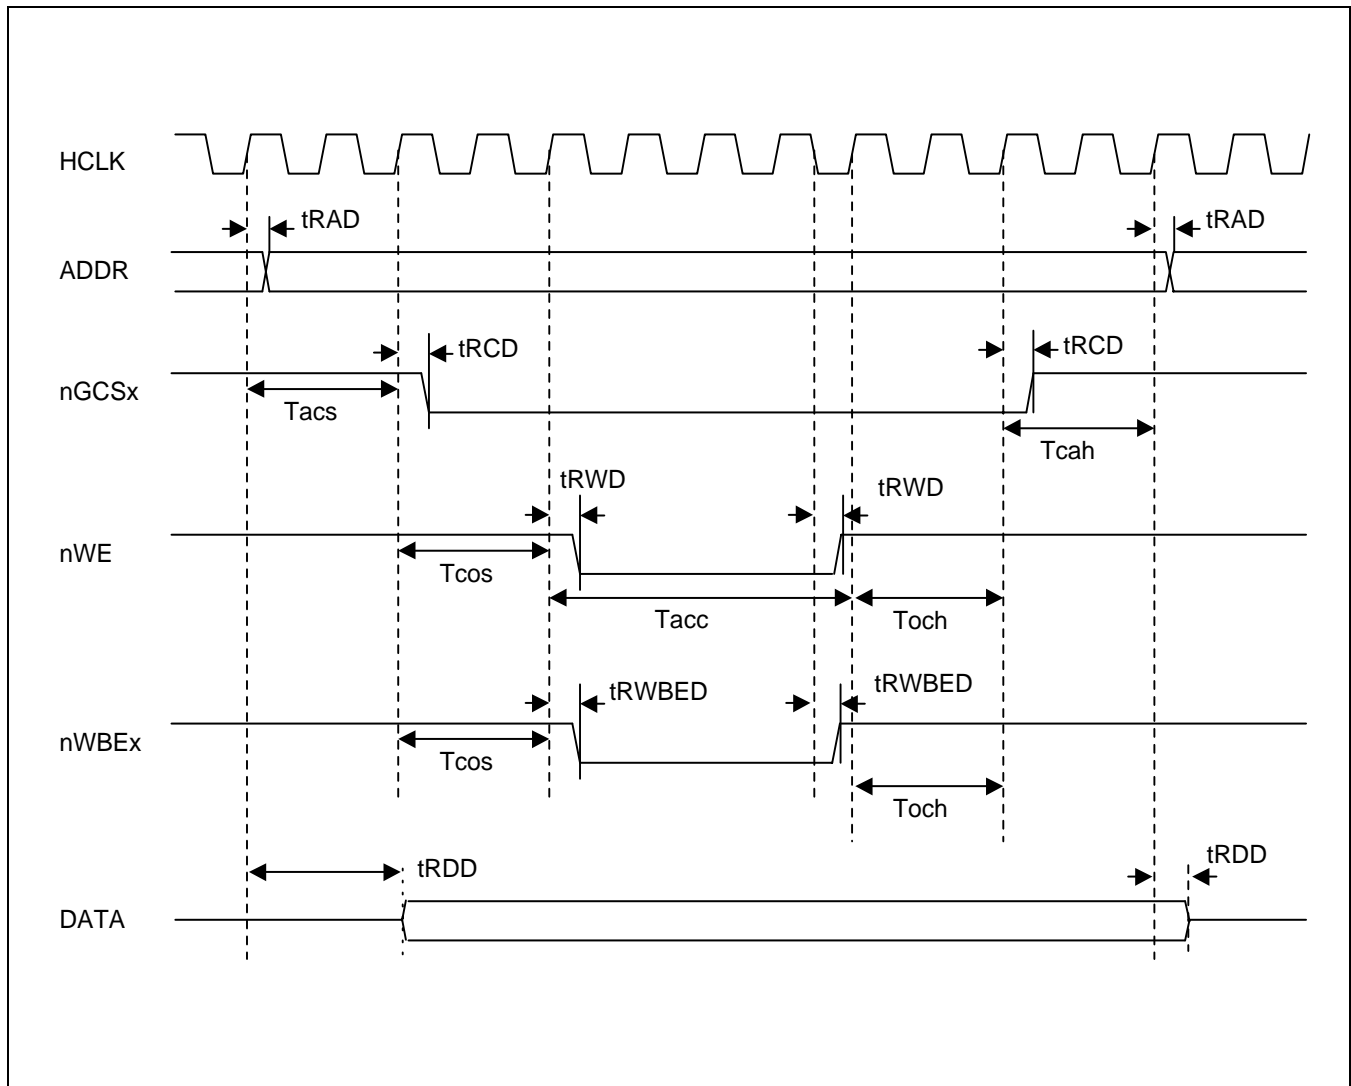 HCLK
tRAD
tRAD
ADDR
tRCD
tRCD
nGCSx
Tacs
Tcah
tRWD
tRWD
nWE
Tcos
Tacc
Toch
tRWBED
tRWBED
nWBEx
Tcos
Toch
tRDD
tRDD
DATA